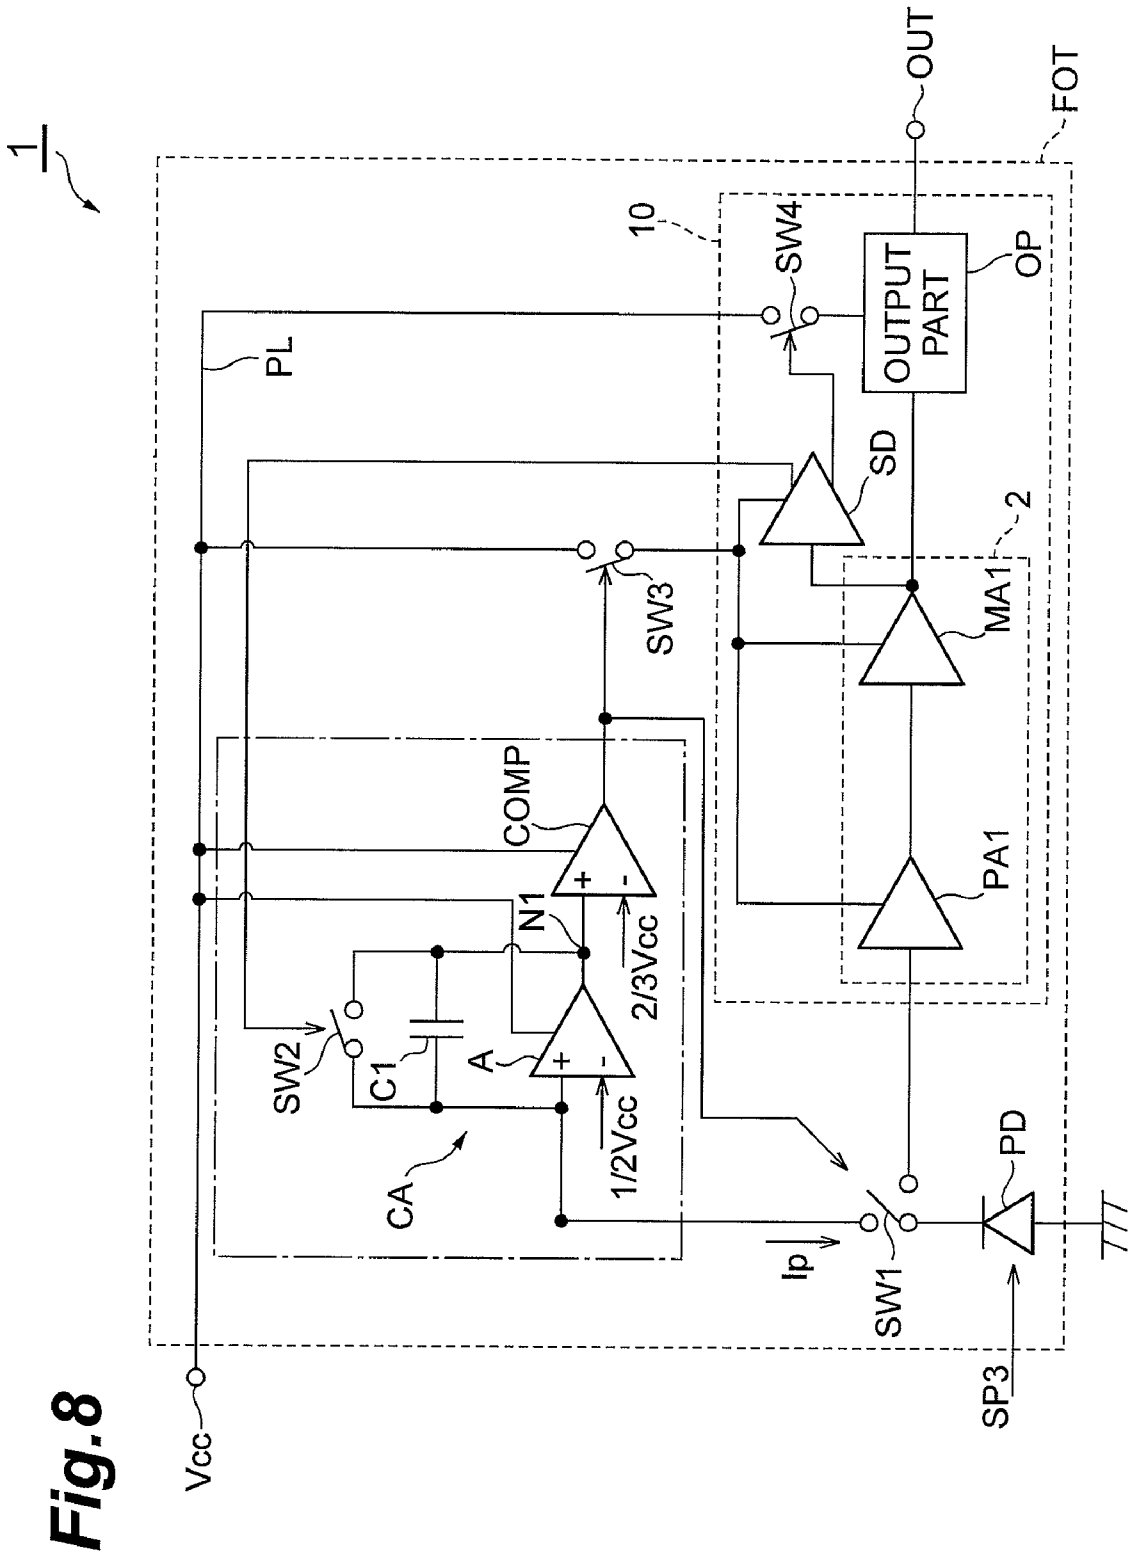 Fig.8
1
Vcc
PL
SW2
C1
A
CA
+
-
1/2Vcc
N1
COMP
+
-
2/3Vcc
SW3
10
SW4
SD
OUTPUT
PART
OP
OUT
FOT
2
MA1
PA1
Ip
SW1
PD
SP3